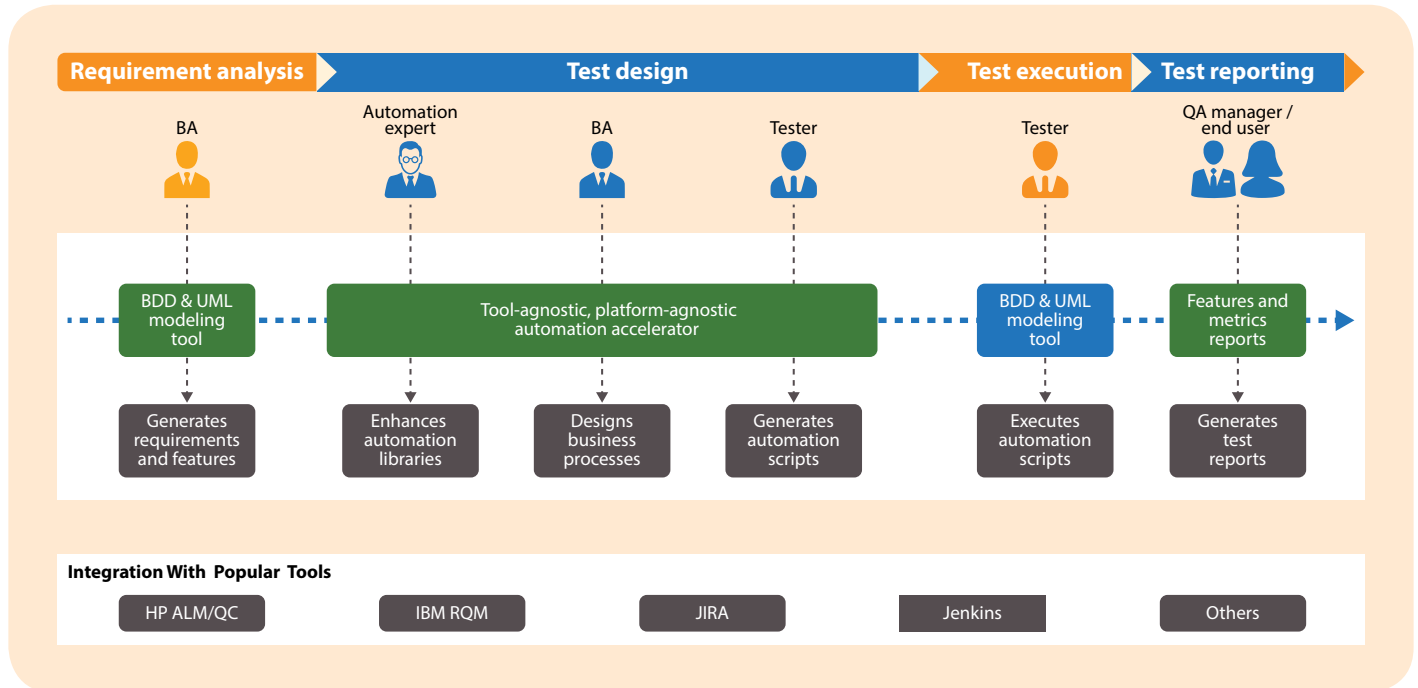 Requirement analysis
Test design
Test execution
Test reporting
BA
Automation
expert
BA
Tester
Tester
QA manager /
end user
BDD & UML
modeling
tool
Tool-agnostic, platform-agnostic
automation accelerator
BDD & UML
modeling
tool
Features and
metrics
reports
Generates
requirements
and features
Enhances
automation
libraries
Designs
business
processes
Generates
automation
scripts
Executes
automation
scripts
Generates
test
reports
Integration With Popular Tools
HP ALM/QC
IBM RQM
JIRA
Jenkins
Others